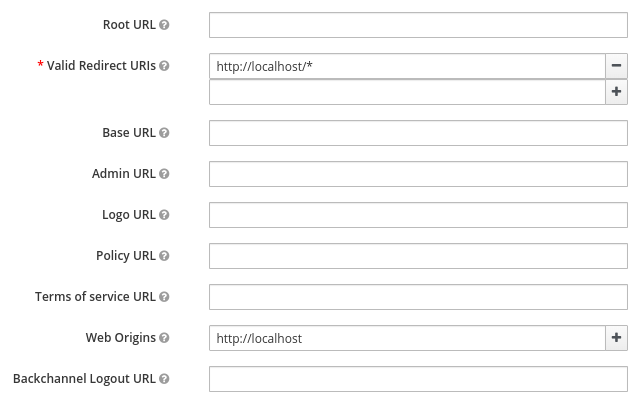 Root URL
* Valid Redirect URIs
http://localhost/*
Base URL
Admin URL
Logo URL
Policy URL
Terms of service URL
Web Origins
http://localhost
Backchannel Logout URL